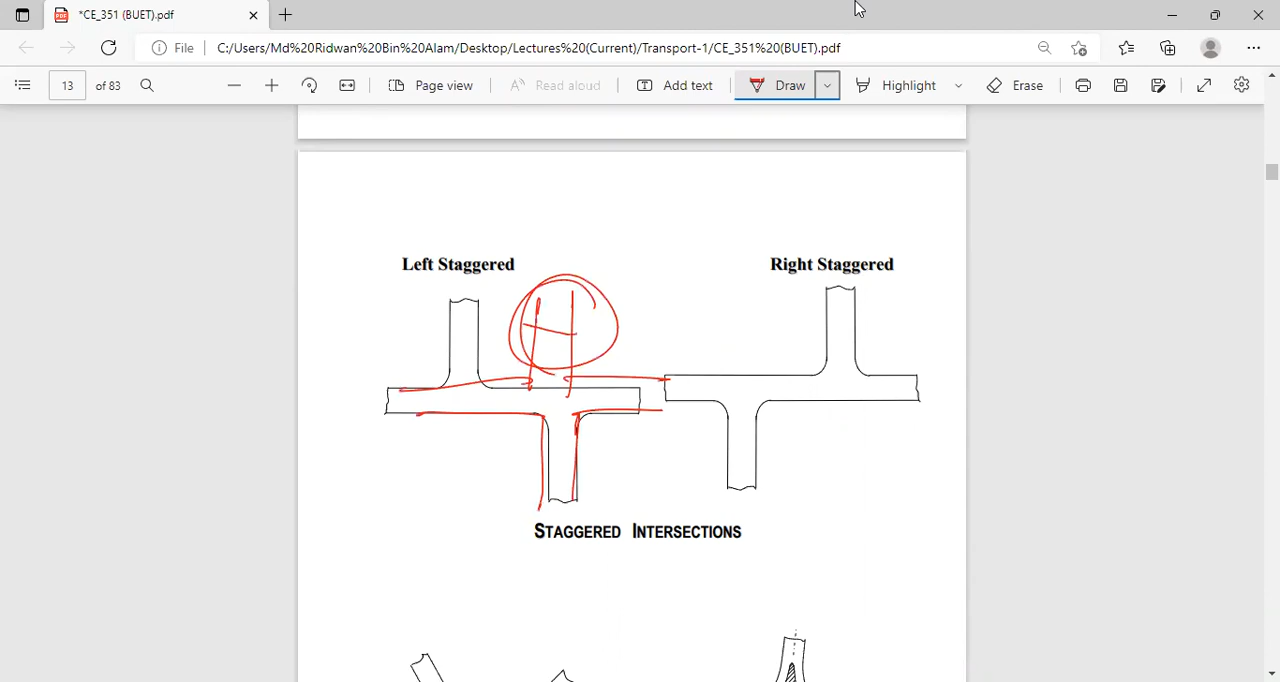 *CE_351 (BUET).pdf
File
C:/Users/Md%20Ridwan%20Bin%20Alam/Desktop/Lectures%20(Current)/Transport-1/CE_351%20(BUET).pdf
13 of 83
Page view
Read aloud
Add text
Draw
Highlight
Erase
Left Staggered
Right Staggered
STAGGERED INTERSECTIONS